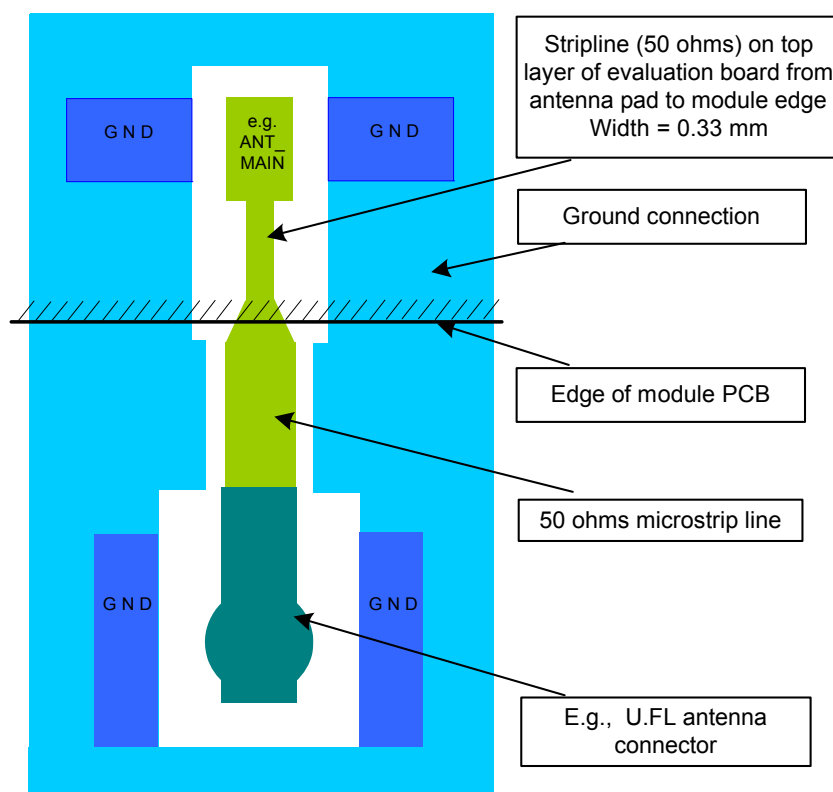 Stripline (50 ohms) on top
layer of evaluation board from
antenna pad to module edge
Width = 0.33 mm
G N D
e.g.
ANT_
MAIN
G N D
Ground connection
Edge of module PCB
50 ohms microstrip line
G N D
G N D
E.g., U.FL antenna
connector